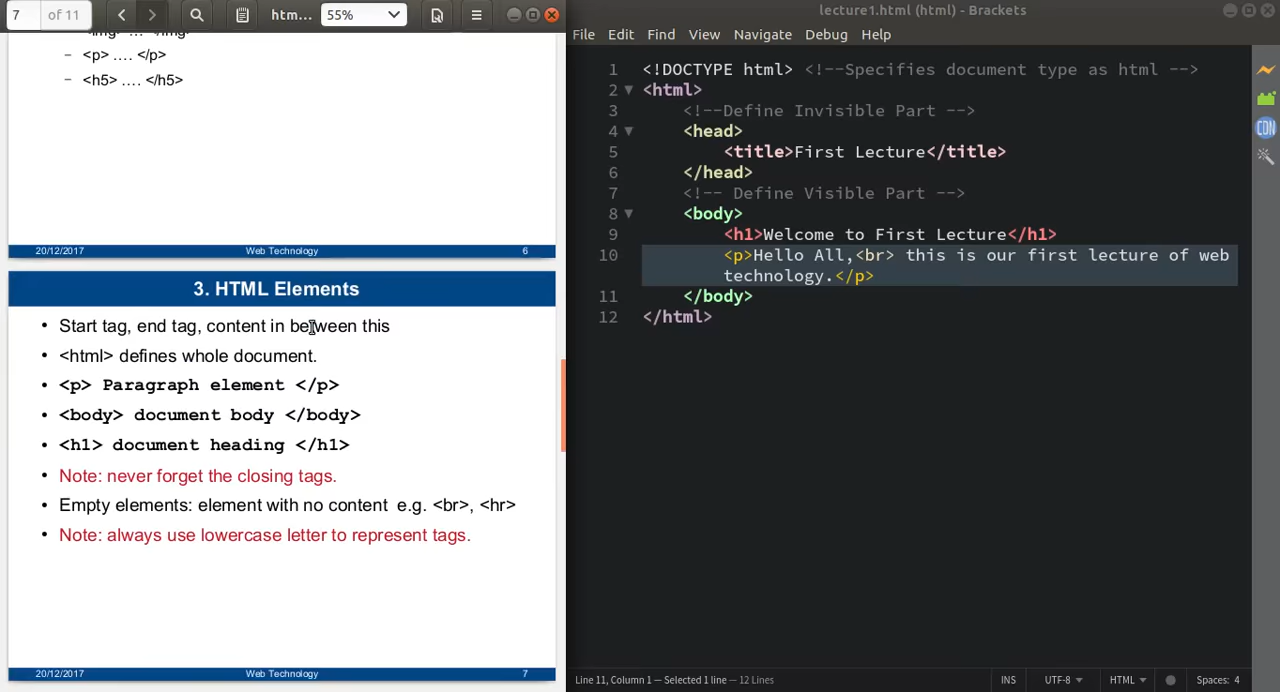 7 of 11 htm... 55%
<img> ... </img>
– <p> .... </p>
– <h5> .... </h5>
20/12/2017 Web Technology 6
3. HTML Elements
• Start tag, end tag, content in between this
• <html> defines whole document.
• <p> Paragraph element </p>
• <body> document body </body>
• <h1> document heading </h1>
• Note: never forget the closing tags.
• Empty elements: element with no content e.g. <br>, <hr>
• Note: always use lowercase letter to represent tags.
20/12/2017 Web Technology 7
lecture1.html (html) - Brackets
File Edit Find View Navigate Debug Help
1 <!DOCTYPE html> <!--Specifies document type as html -->
2 <html>
3 <!--Define Invisible Part -->
4 <head>
5 <title>First Lecture</title>
6 </head>
7 <!-- Define Visible Part -->
8 <body>
9 <h1>Welcome to First Lecture</h1>
10 <p>Hello All,<br> this is our first lecture of web
technology.</p>
11 </body>
12 </html>
CDN
Line 11, Column 1 — Selected 1 line — 12 Lines INS UTF-8 HTML Spaces: 4